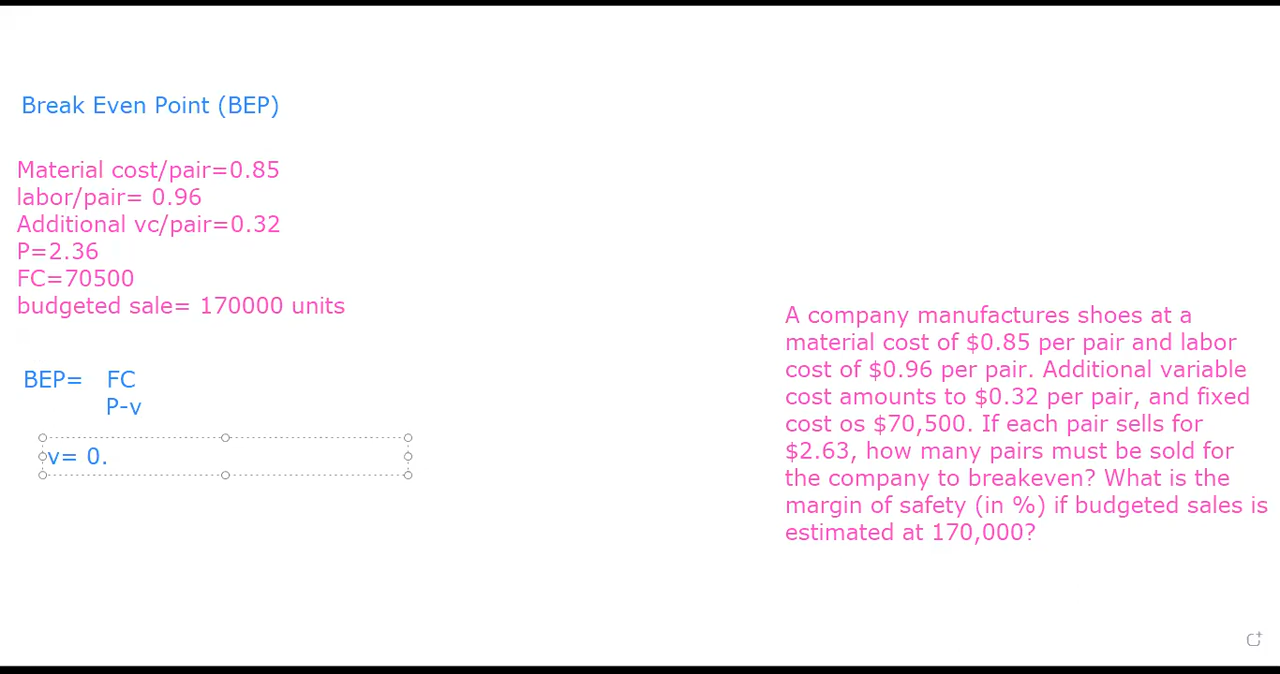 Break Even Point (BEP)
Material cost/pair=0.85
labor/pair= 0.96
Additional vc/pair=0.32
P=2.36
FC=70500
budgeted sale= 170000 units
BEP= FC
P-v
v= 0.
A company manufactures shoes at a
material cost of $0.85 per pair and labor
cost of $0.96 per pair. Additional variable
cost amounts to $0.32 per pair, and fixed
cost os $70,500. If each pair sells for
$2.63, how many pairs must be sold for
the company to breakeven? What is the
margin of safety (in %) if budgeted sales is
estimated at 170,000?